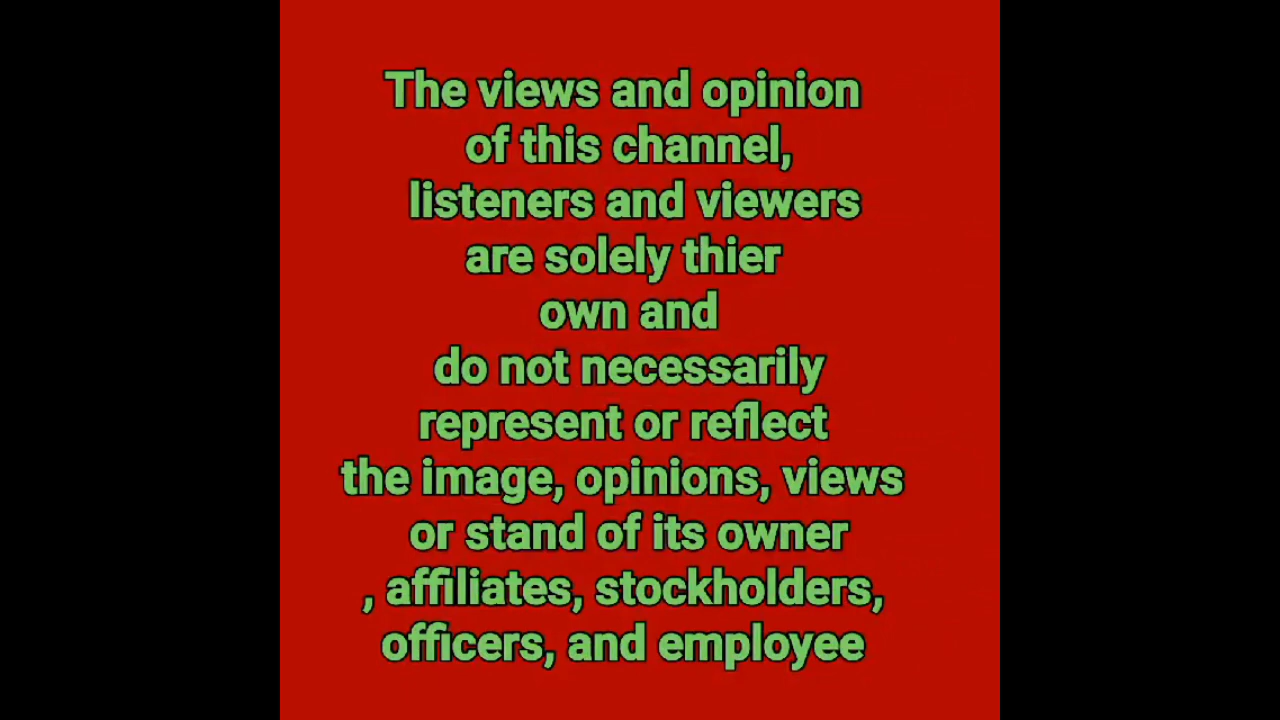 The views and opinion
of this channel,
listeners and viewers
are solely thier
own and
do not necessarily
represent or reflect
the image, opinions, views
or stand of its owner
, affiliates, stockholders,
officers, and employee